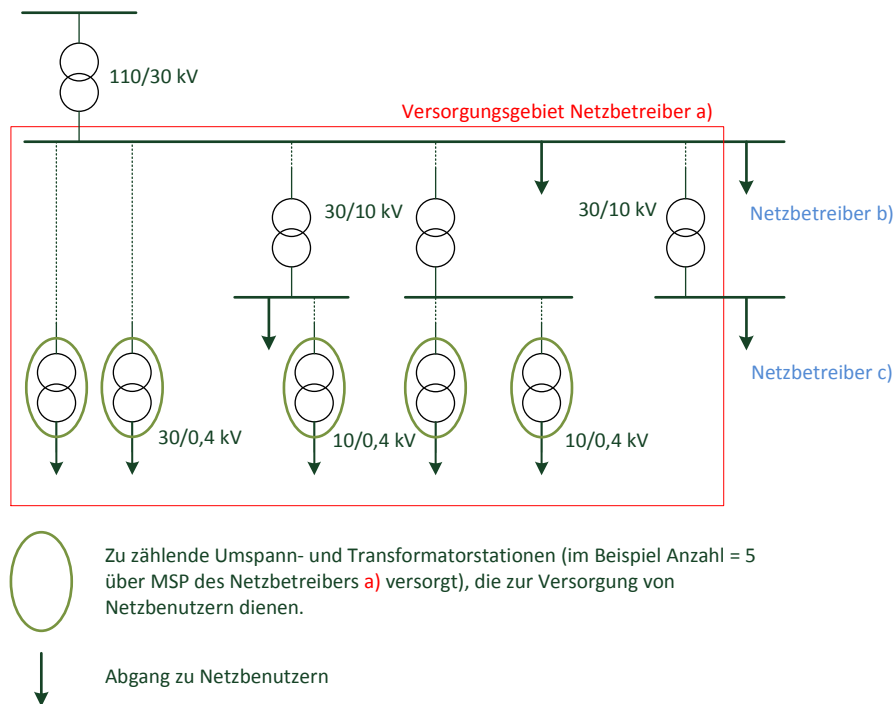 110/30 kV
Versorgungsgebiet Netzbetreiber a)
30/10 kV
30/10 kV
Netzbetreiber b)
Netzbetreiber c)
30/0,4 kV
10/0,4 kV
10/0,4 kV
Zu zählende Umspann- und Transformatorstationen (im Beispiel Anzahl = 5
über MSP des Netzbetreibers a) versorgt), die zur Versorgung von
Netzbenutzern dienen.
Abgang zu Netzbenutzern